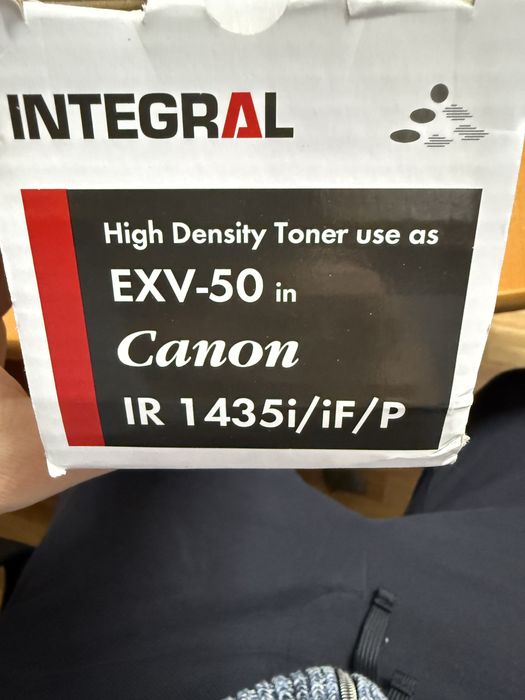 INTEGRAL
High Density Toner use as
EXV-50 in
Canon
IR 1435i/iF/P